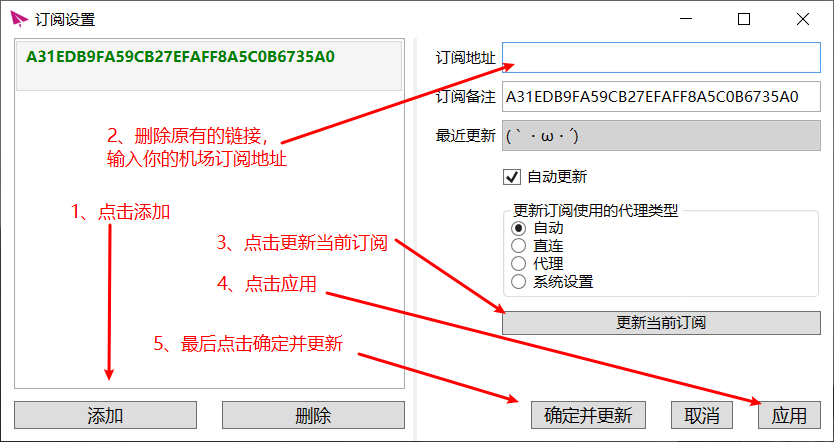 订阅设置
A31EDB9FA59CB27EFAFF8A5C0B6735A0
订阅地址
订阅备注 A31EDB9FA59CB27EFAFF8A5C0B6735A0
最近更新 (｀・ω・´)
自动更新
更新订阅使用的代理类型
自动
直连
代理
系统设置
更新当前订阅
2、删除原有的链接，
输入你的机场订阅地址
1、点击添加
3、点击更新当前订阅
4、点击应用
5、最后点击确定并更新
添加 删除 确定并更新 取消 应用